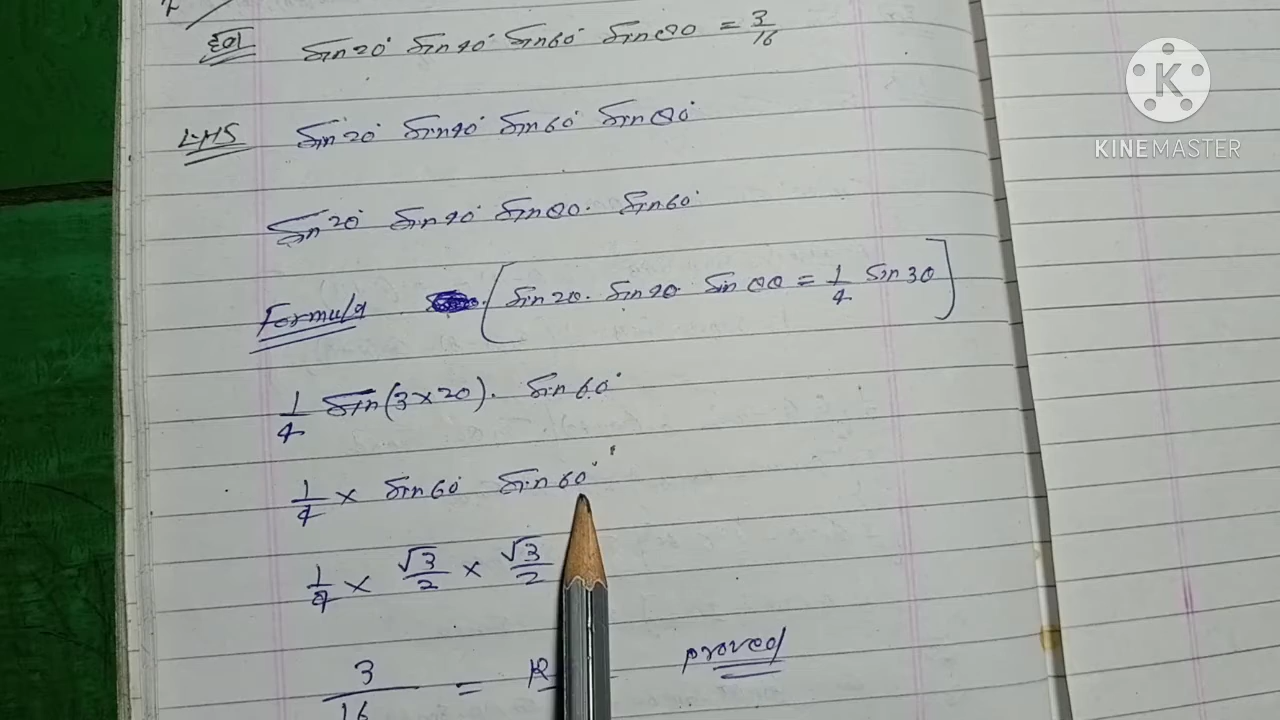 sin20° sin40° sin60° sin80 = 3/16
LHS sin20° sin40° sin60° sin80°
sin20° sin40° sin80. sin60°
Formula (sin20. sin40. sin80 = 1/4 sin3θ)
1/4 sin(3×20). sin60°
1/4 × sin60 sin60°
1/4 × √3/2 × √3/2
3/16 = R proved
KINEMASTER